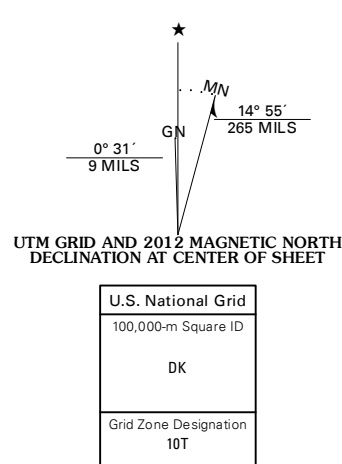 ★
MN
GN
14° 55´
265 MILS
0° 31´
9 MILS
UTM GRID AND 2012 MAGNETIC NORTH
DECLINATION AT CENTER OF SHEET
U.S. National Grid
100,000-m Square ID
DK
Grid Zone Designation
10T